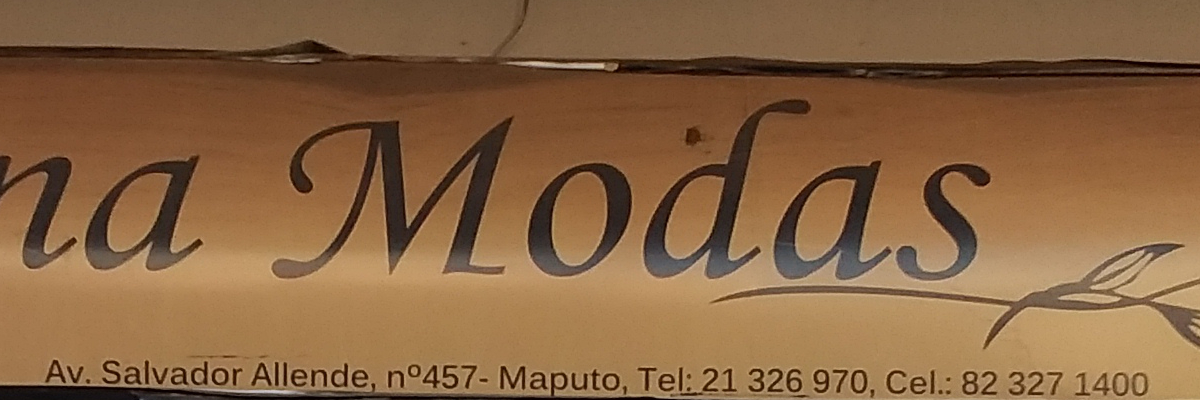 na Modas
Av. Salvador Allende, nº457- Maputo, Tel: 21 326 970, Cel.: 82 327 1400